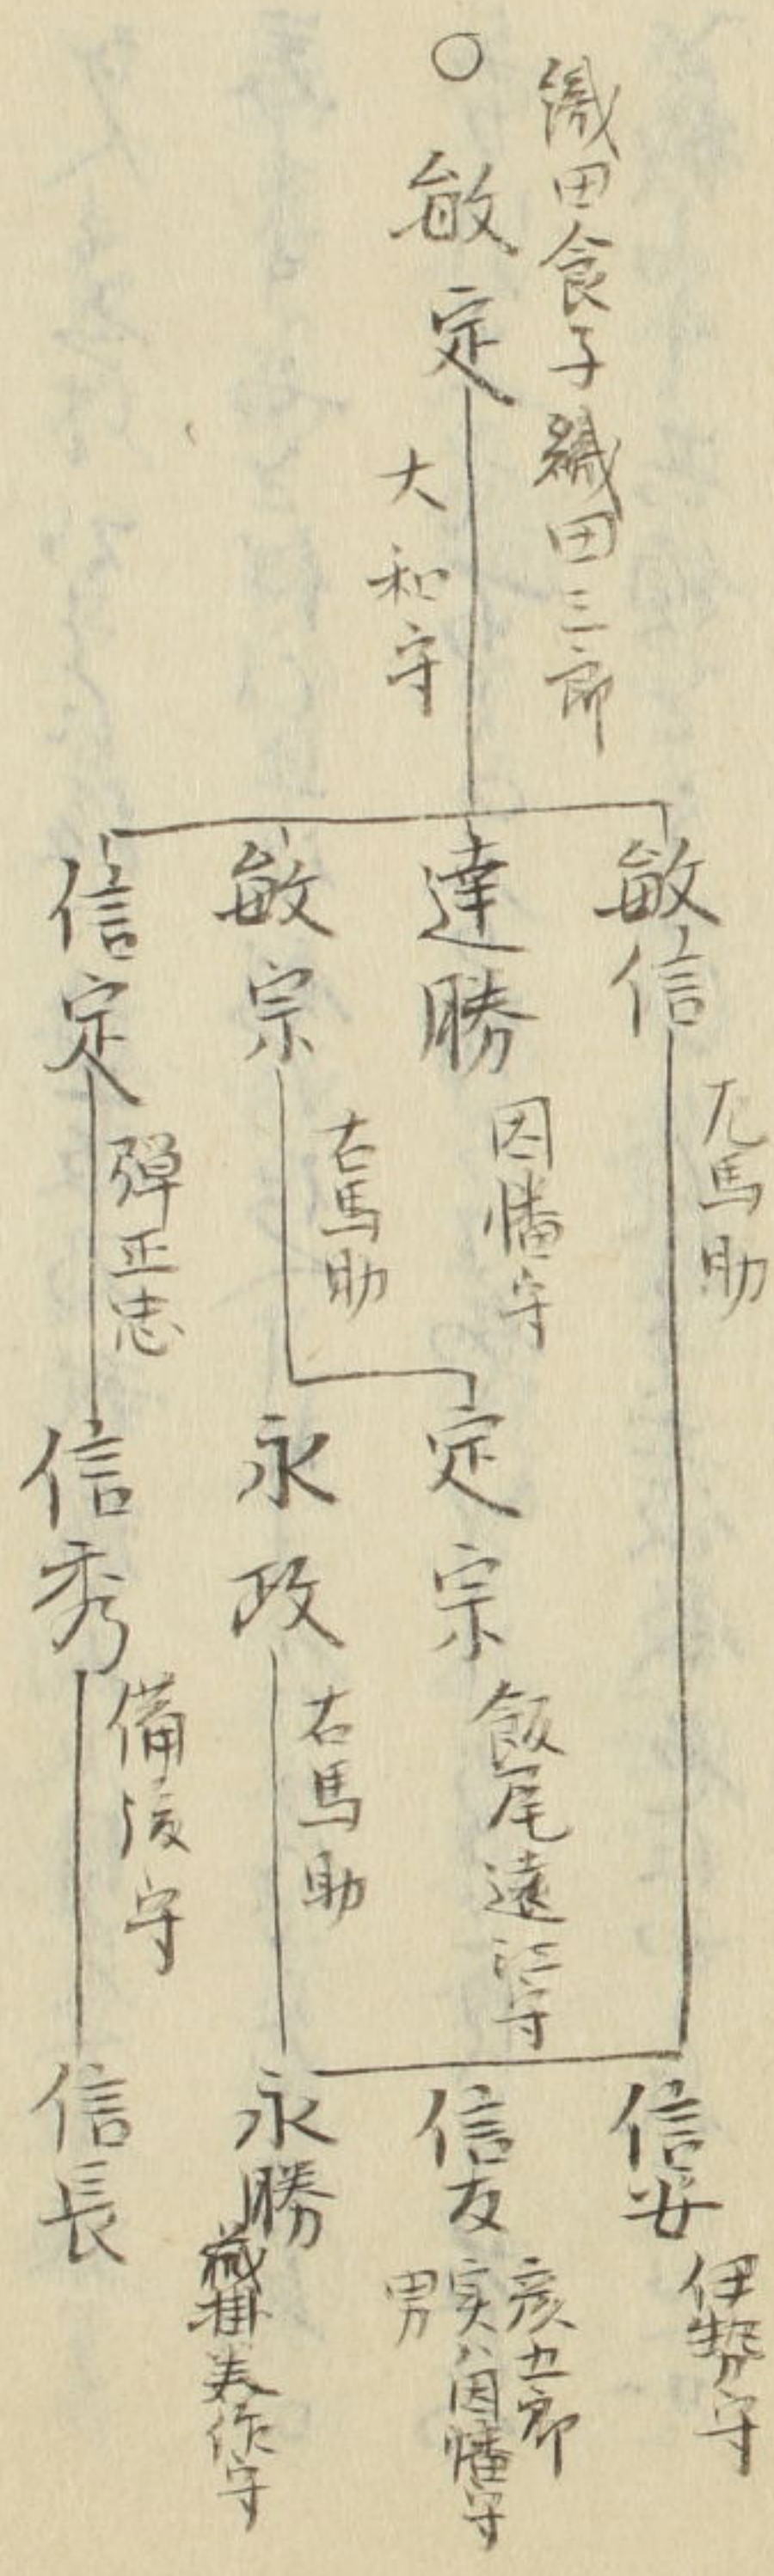 織田食子織田三郎
○敏定
大和守
敏信
左馬助
達勝
因幡守
敏宗
右馬助
信定
弾正忠
定宗
飯尾遠江守
永政
右馬助
信秀
備後守
信安
伊勢守
信友
彦五郎
実ハ因幡守
男
永勝
掛美作守
信長